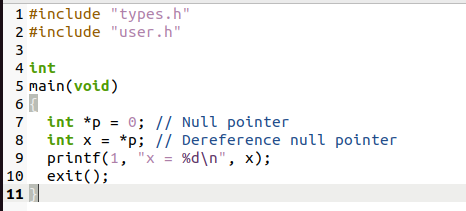 1 #include "types.h"
2 #include "user.h"
3
4 int
5 main(void)
6 {
7   int *p = 0; // Null pointer
8   int x = *p; // Dereference null pointer
9   printf(1, "x = %d\n", x);
10   exit();
11 }